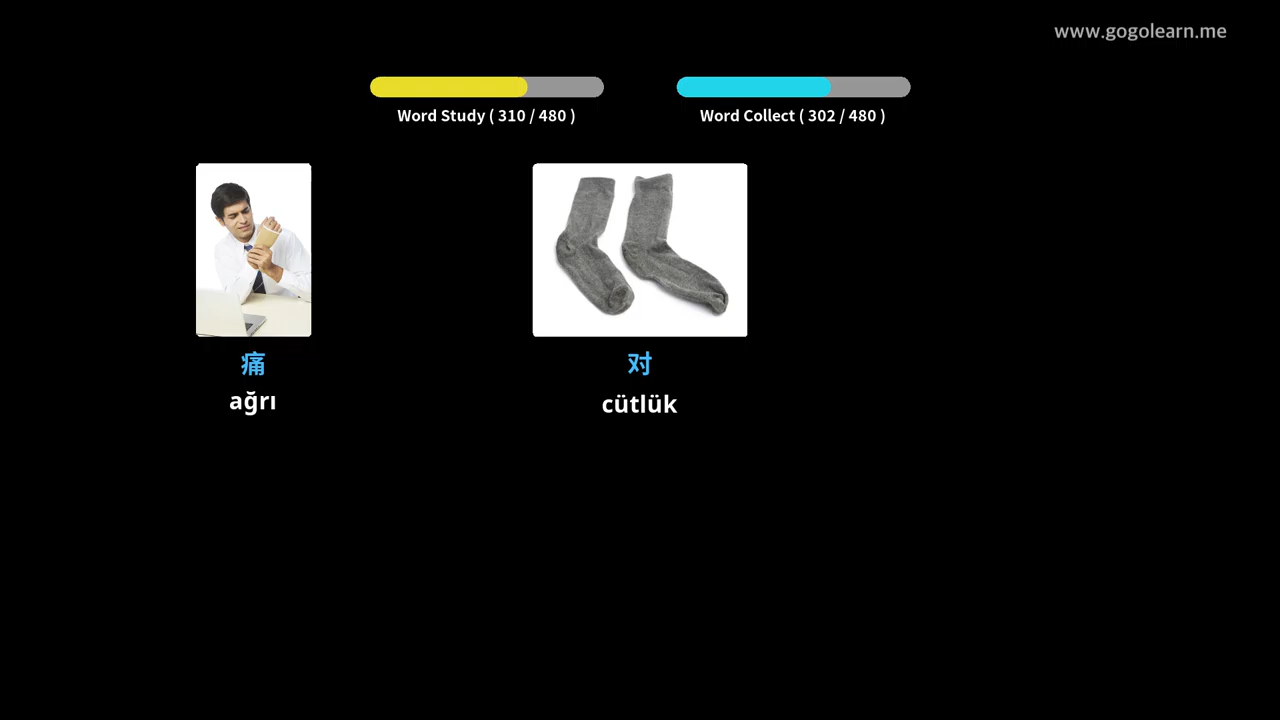 www.gogolearn.me
Word Study ( 310 / 480 )
Word Collect ( 302 / 480 )
痛
ağrı
对
cütlük